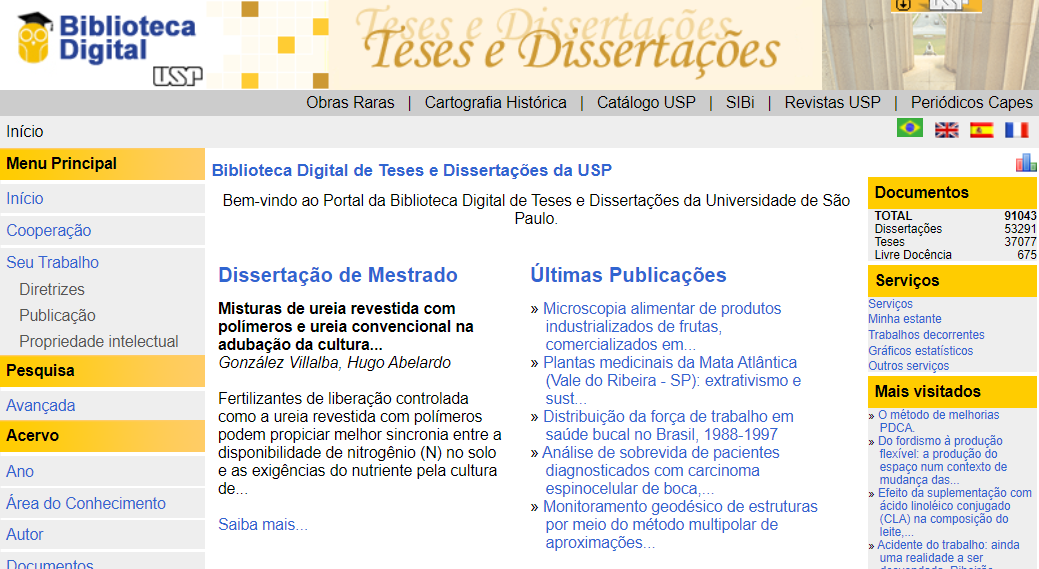 Biblioteca
Digital
USP
Teses e Dissertações
Teses e Dissertações
USP
Obras Raras | Cartografia Histórica | Catálogo USP | SIBi | Revistas USP | Periódicos Capes
Início
Menu Principal
Início
Cooperação
Seu Trabalho
Diretrizes
Publicação
Propriedade intelectual
Pesquisa
Avançada
Acervo
Ano
Área do Conhecimento
Autor
Documentos
Biblioteca Digital de Teses e Dissertações da USP
Bem-vindo ao Portal da Biblioteca Digital de Teses e Dissertações da Universidade de São
Paulo.
Dissertação de Mestrado
Misturas de ureia revestida com
polímeros e ureia convencional na
adubação da cultura...
González Villalba, Hugo Abelardo
Fertilizantes de liberação controlada
como a ureia revestida com polímeros
podem propiciar melhor sincronia entre a
disponibilidade de nitrogênio (N) no solo
e as exigências do nutriente pela cultura
de...
Saiba mais...
Últimas Publicações
» Microscopia alimentar de produtos
industrializados de frutas,
comercializados em...
» Plantas medicinais da Mata Atlântica
(Vale do Ribeira - SP): extrativismo e
sust...
» Distribuição da força de trabalho em
saúde bucal no Brasil, 1988-1997
» Análise de sobrevida de pacientes
diagnosticados com carcinoma
espinocelular de boca,...
» Monitoramento geodésico de estruturas
por meio do método multipolar de
aproximações...
Documentos
TOTAL 91043
Dissertações 53291
Teses 37077
Livre Docência 675
Serviços
Serviços
Minha estante
Trabalhos decorrentes
Gráficos estatísticos
Outros serviços
Mais visitados
» O método de melhorias
PDCA.
» Do fordismo à produção
flexível: a produção do
espaço num contexto de
mudança das...
» Efeito da suplementação com
ácido linoléico conjugado
(CLA) na composição do
leite,...
» Acidente do trabalho: ainda
uma realidade a ser
desvendada. Ribeirão